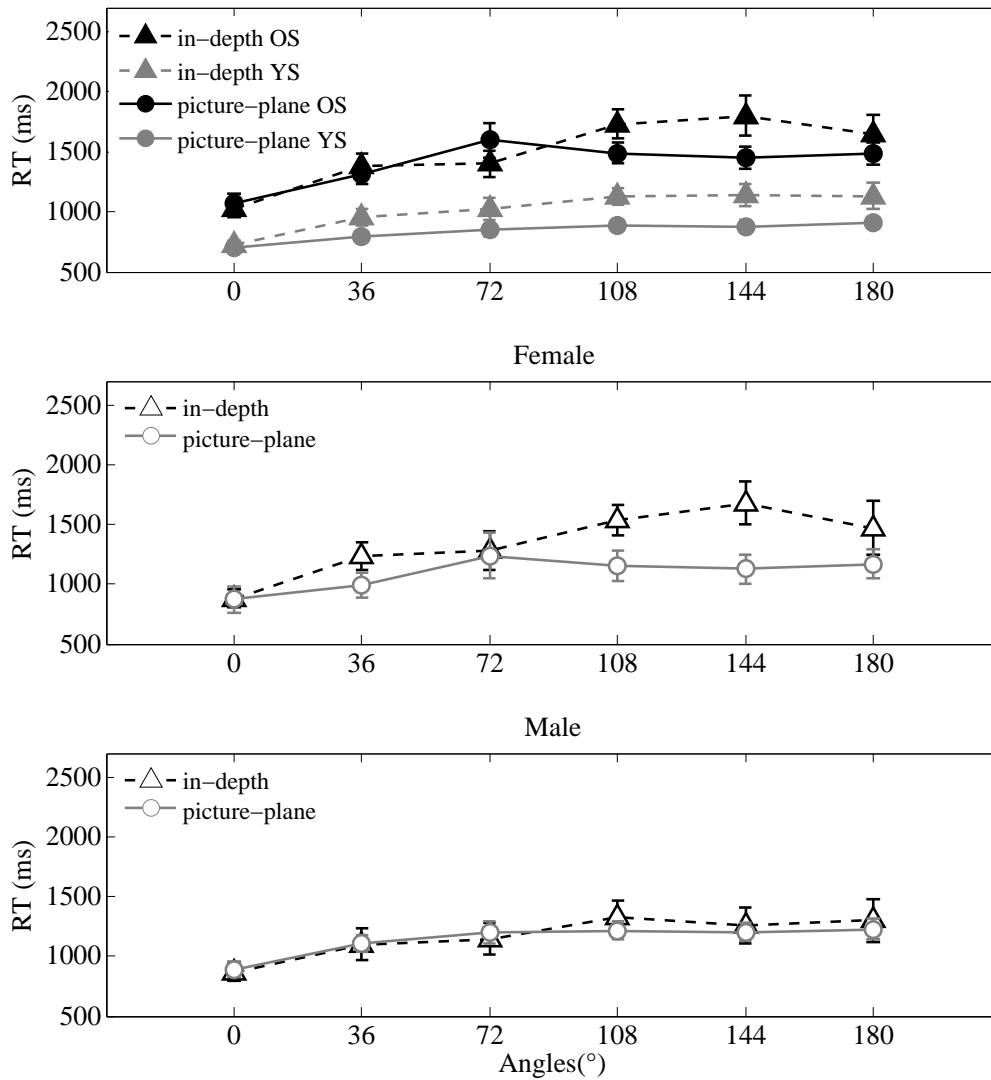 2500
2000
1500
1000
500
RT (ms)
in−depth OS
in−depth YS
picture−plane OS
picture−plane YS
0 36 72 108 144 180
Female
2500
2000
1500
1000
500
RT (ms)
in−depth
picture−plane
0 36 72 108 144 180
Male
2500
2000
1500
1000
500
RT (ms)
in−depth
picture−plane
0 36 72 108 144 180
Angles(°)